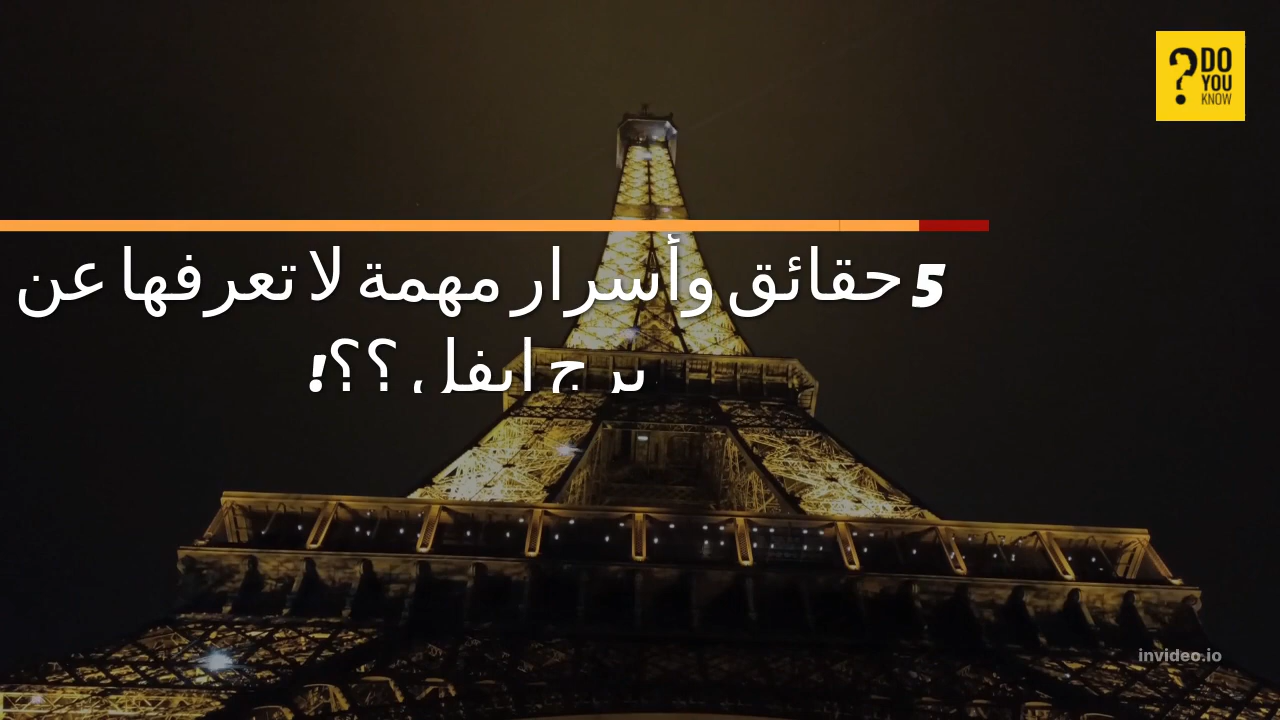 ? DO
YOU
KNOW
5 حقائق وأسرار مهمة لا تعرفها عن
برج ايفل ؟؟!
invideo.io